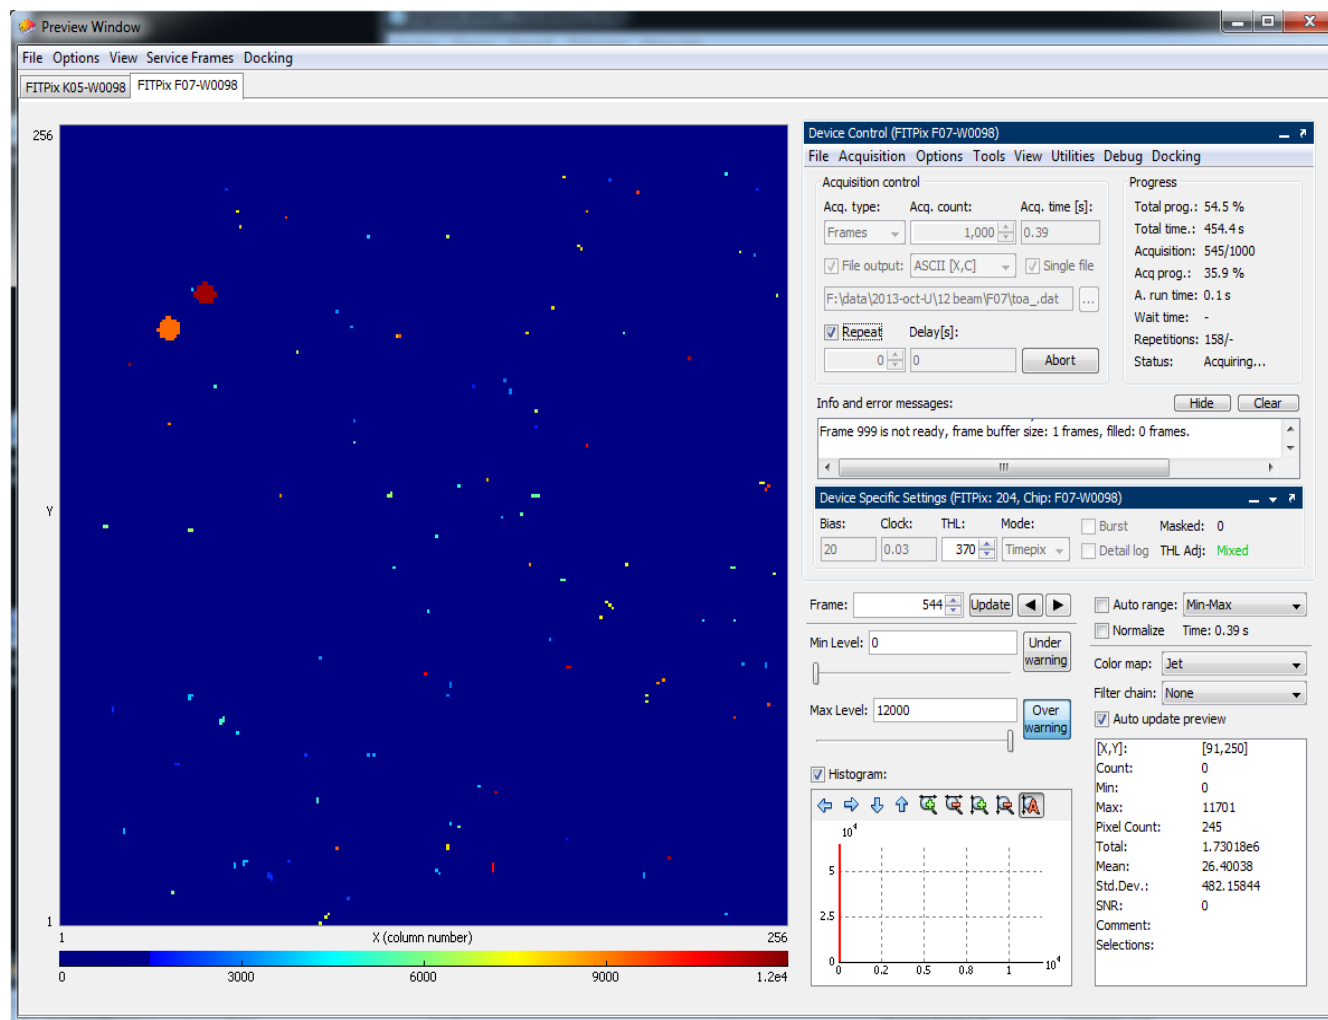 Preview Window
File Options View Service Frames Docking
FITPix K05-W0098 FITPix F07-W0098
256
Y
1
1 X (column number) 256
0 3000 6000 9000 1.2e4
Device Control (FITPix F07-W0098)
File Acquisition Options Tools View Utilities Debug Docking
Acquisition control
Acq. type: Acq. count: Acq. time [s]:
Frames 1,000 0.39
File output: ASCII [X,C] Single file
F:\data\2013-oct-U\12 beam\F07\toa_.dat ...
Repeat Delay[s]:
0 0 Abort
Progress
Total prog.: 54.5 %
Total time.: 454.4 s
Acquisition: 545/1000
Acq prog.: 35.9 %
A. run time: 0.1 s
Wait time: -
Repetitions: 158/-
Status: Acquiring...
Info and error messages: Hide Clear
Frame 999 is not ready, frame buffer size: 1 frames, filled: 0 frames.
Device Specific Settings (FITPix: 204, Chip: F07-W0098)
Bias: Clock: THL: Mode: Burst Masked: 0
20 0.03 370 Timepix Detail log THL Adj: Mixed
Frame: 544 Update
Min Level: 0 Under warning
Max Level: 12000 Over warning
Histogram:
10^4
5
2.5
0
0 0.2 0.5 0.8 1 10^4
Auto range: Min-Max
Normalize Time: 0.39 s
Color map: Jet
Filter chain: None
Auto update preview
[X,Y]: [91,250]
Count: 0
Min: 0
Max: 11701
Pixel Count: 245
Total: 1.73018e6
Mean: 26.40038
Std.Dev.: 482.15844
SNR: 0
Comment:
Selections: